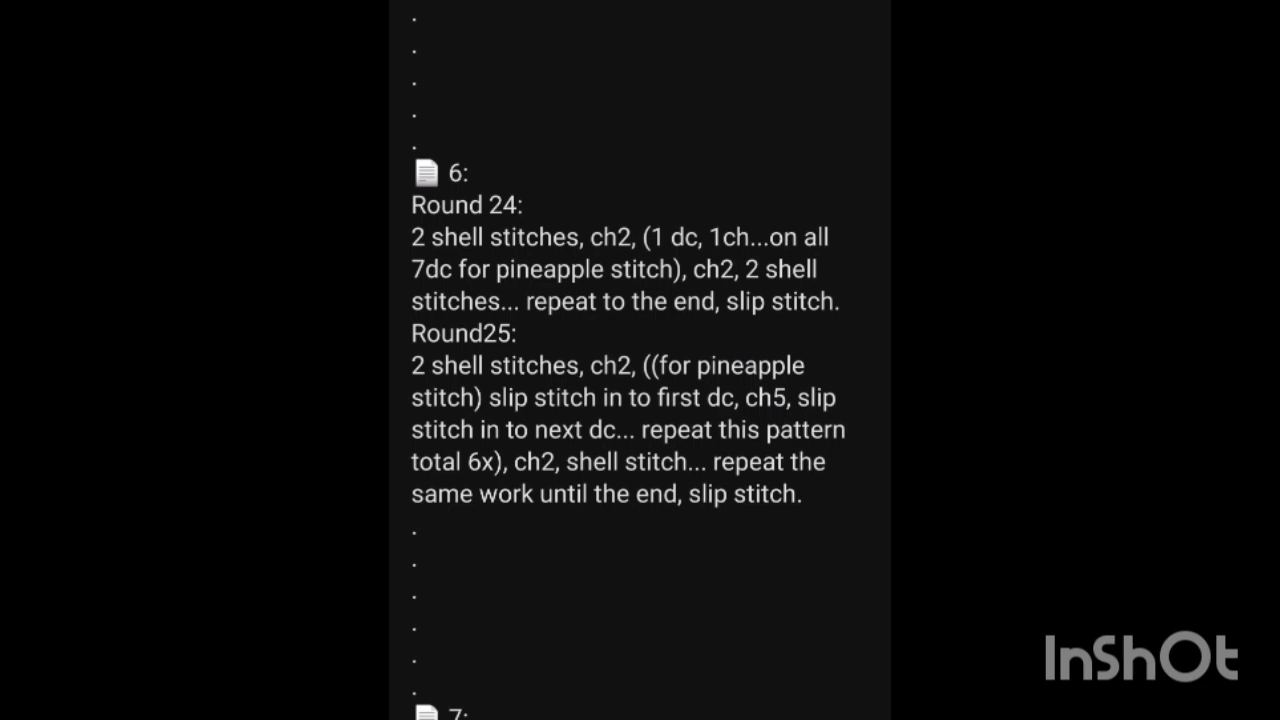 .
.
.
.
.
📄 6:
Round 24:
2 shell stitches, ch2, (1 dc, 1ch...on all
7dc for pineapple stitch), ch2, 2 shell
stitches... repeat to the end, slip stitch.
Round25:
2 shell stitches, ch2, ((for pineapple
stitch) slip stitch in to first dc, ch5, slip
stitch in to next dc... repeat this pattern
total 6x), ch2, shell stitch... repeat the
same work until the end, slip stitch.
.
.
.
.
.
.
📄 7:
InShOt